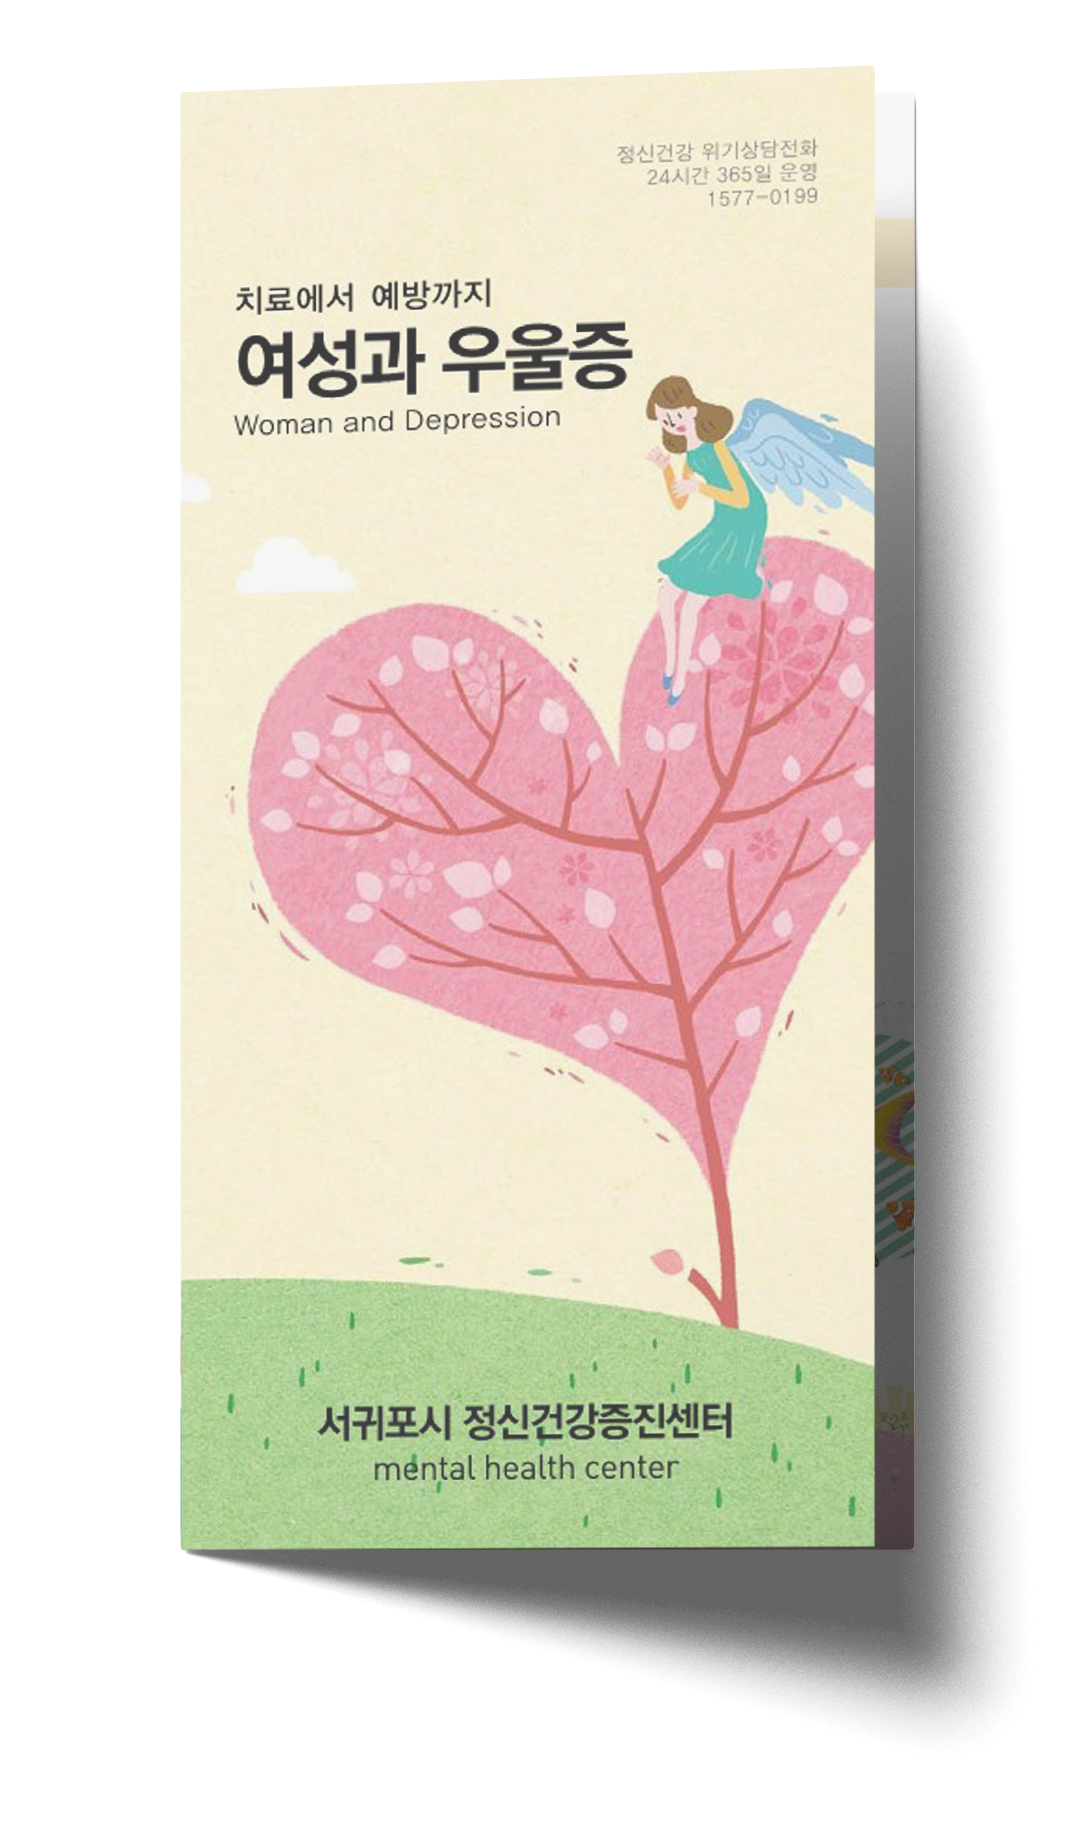 정신건강 위기상담전화
24시간 365일 운영
1577-0199
치료에서 예방까지
여성과 우울증
Woman and Depression
서귀포시 정신건강증진센터
mental health center